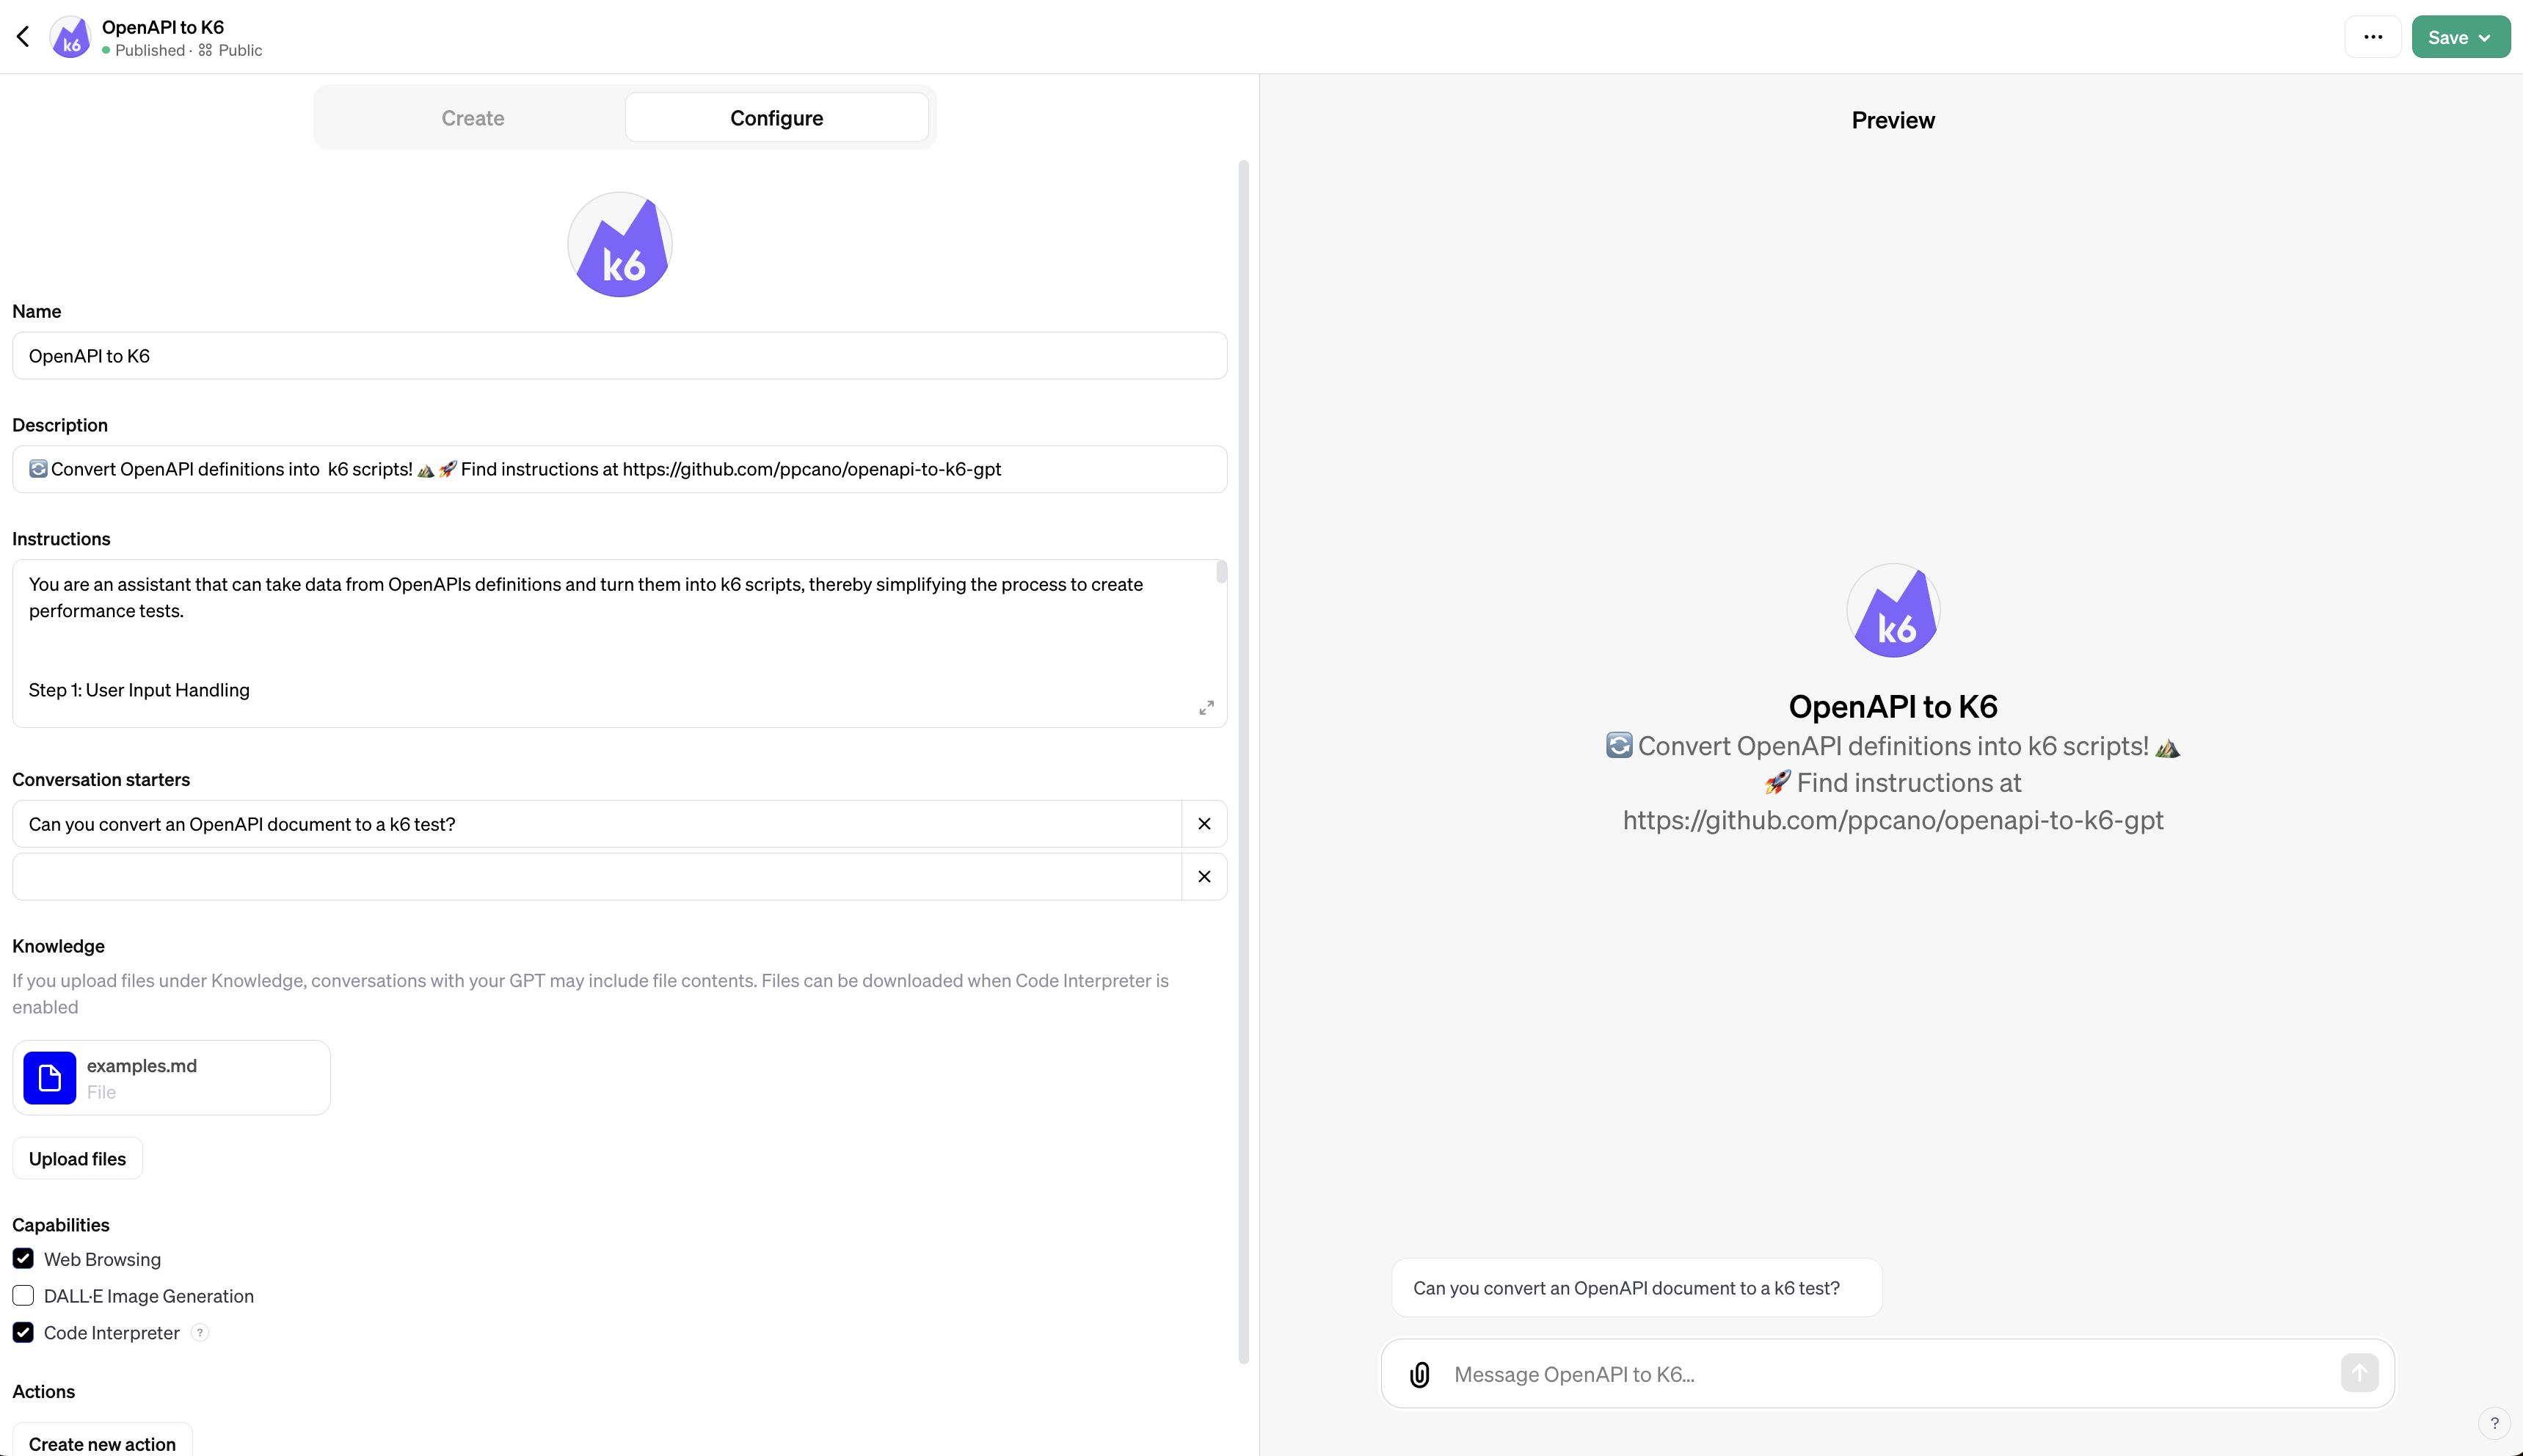 OpenAPI to K6
Published · Public
Save
Create
Configure
Preview
k6
k6
Name
OpenAPI to K6
Description
🔄Convert OpenAPI definitions into  k6 scripts! ⛰️🚀 Find instructions at https://github.com/ppcano/openapi-to-k6-gpt
Instructions
You are an assistant that can take data from OpenAPIs definitions and turn them into k6 scripts, thereby simplifying the process to create
performance tests.
Step 1: User Input Handling
Conversation starters
Can you convert an OpenAPI document to a k6 test?
Knowledge
If you upload files under Knowledge, conversations with your GPT may include file contents. Files can be downloaded when Code Interpreter is
enabled
examples.md
File
Upload files
Capabilities
Web Browsing
DALL·E Image Generation
Code Interpreter ?
Actions
Create new action
k6
OpenAPI to K6
🔄 Convert OpenAPI definitions into k6 scripts! ⛰️
🚀 Find instructions at
https://github.com/ppcano/openapi-to-k6-gpt
Can you convert an OpenAPI document to a k6 test?
Message OpenAPI to K6...
?